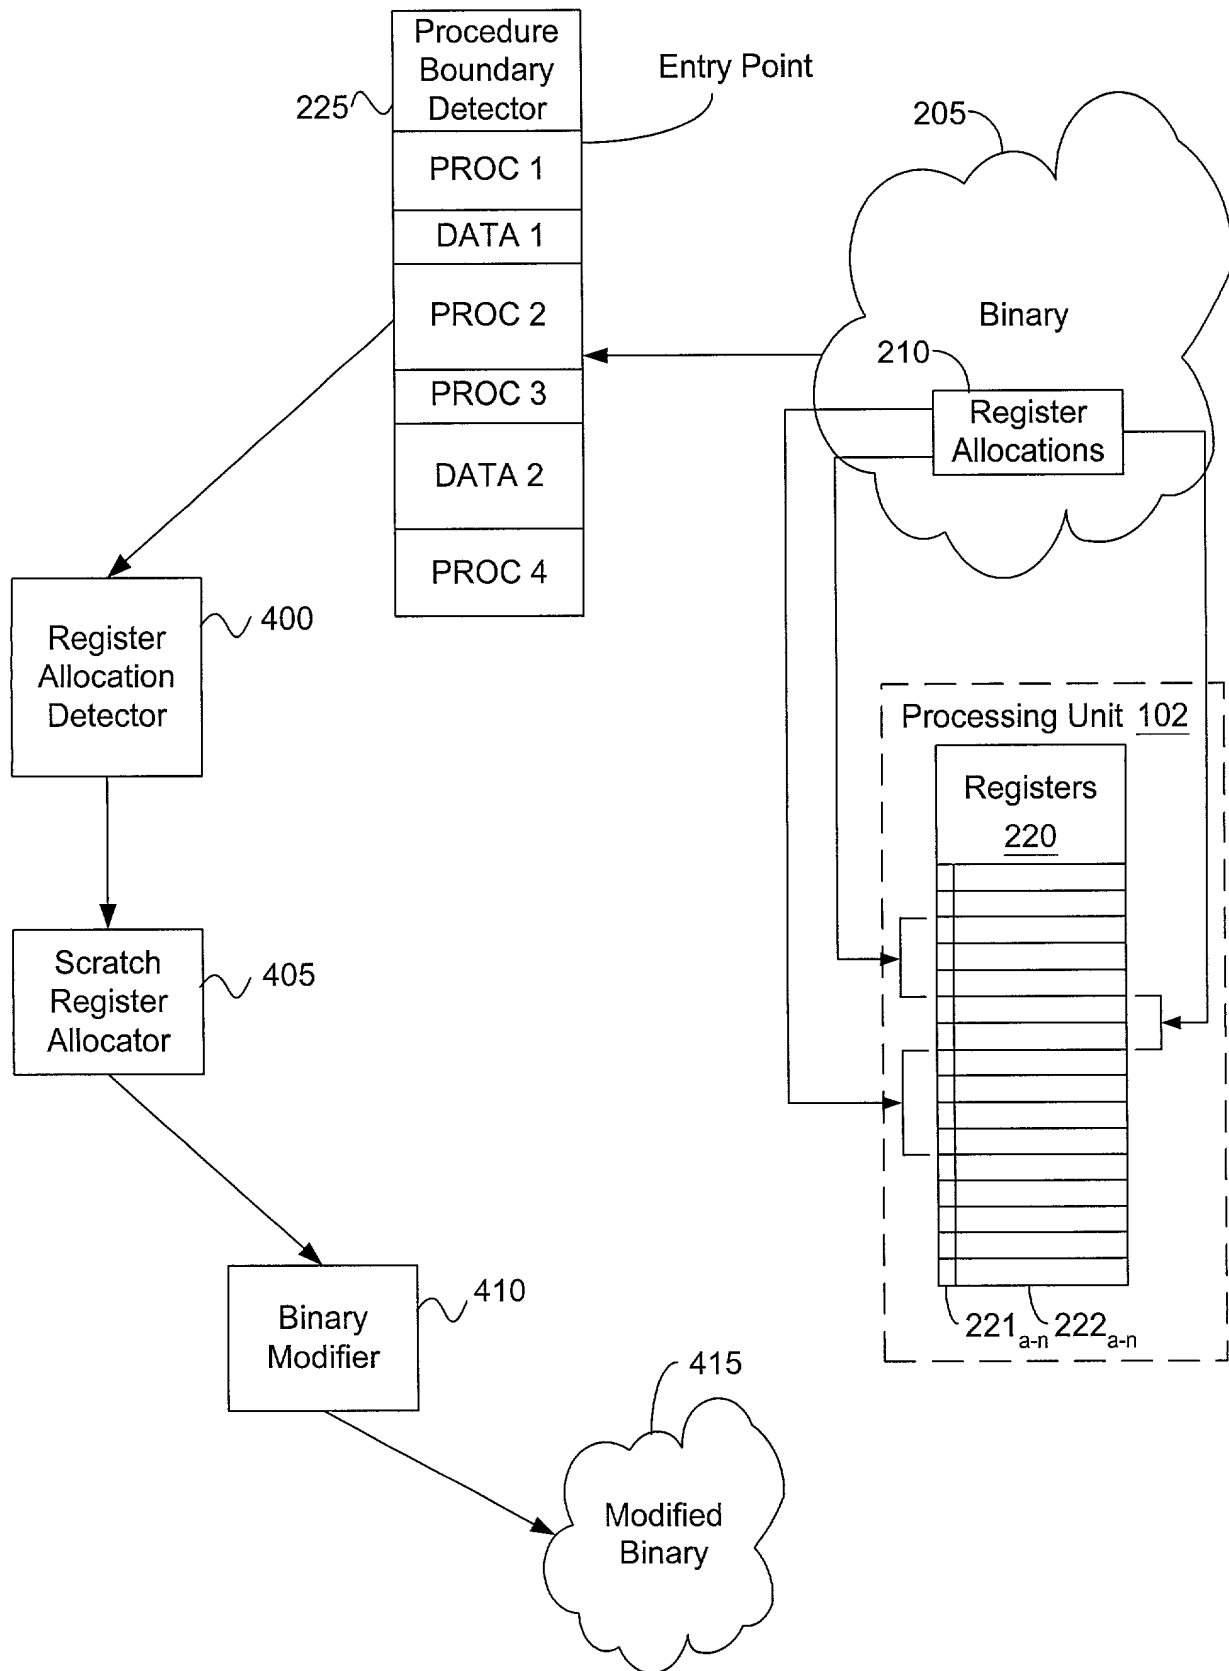 Procedure
Boundary
Detector
225
Entry Point
PROC 1
DATA 1
PROC 2
PROC 3
DATA 2
PROC 4
205
Binary
210
Register
Allocations
Register
Allocation
Detector
400
Processing Unit 102
Registers
220
221a-n 222a-n
Scratch
Register
Allocator
405
Binary
Modifier
410
415
Modified
Binary